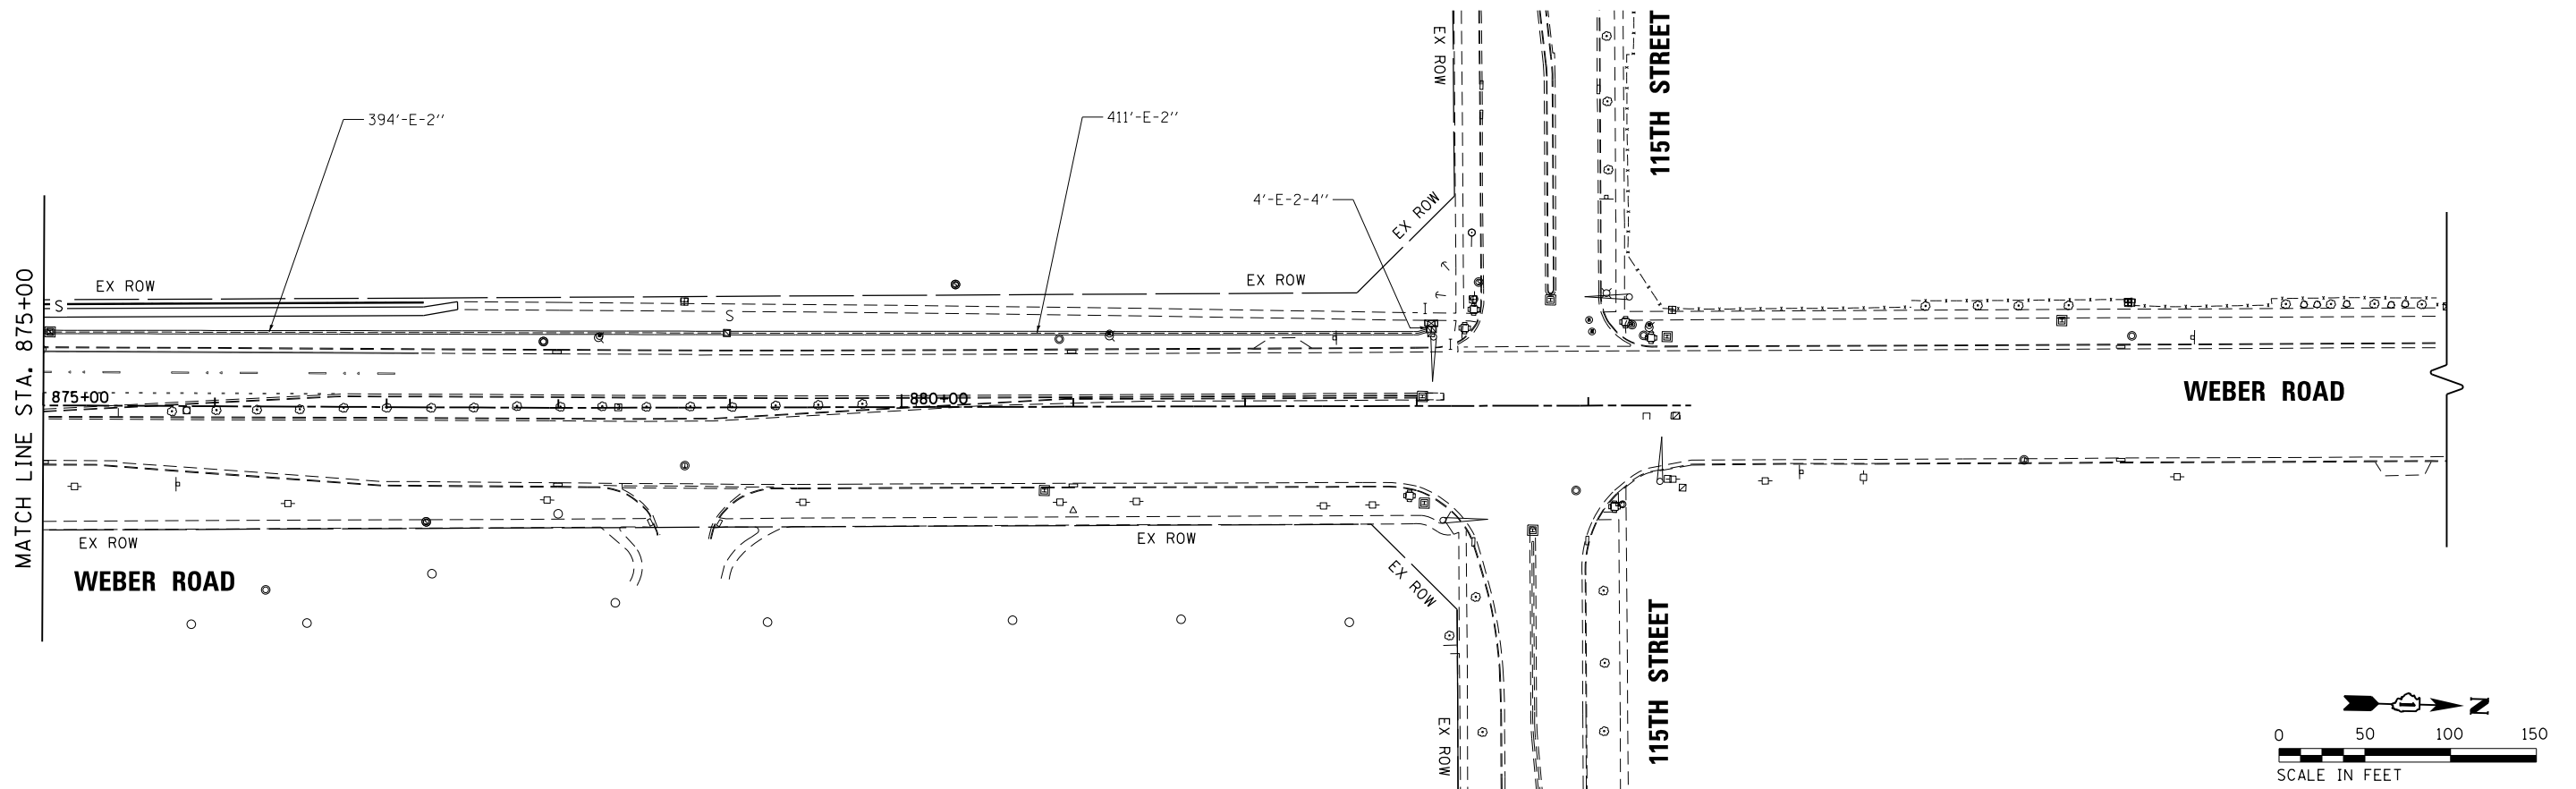 EX ROW
115TH STREET
394'-E-2''
411'-E-2''
4'-E-2-4''
EX ROW
EX ROW
EX ROW
S
S
I
I
MATCH LINE STA. 875+00
875+00
880+00
WEBER ROAD
EX ROW
EX ROW
EX ROW
WEBER ROAD
115TH STREET
EX ROW
N
0 50 100 150
SCALE IN FEET